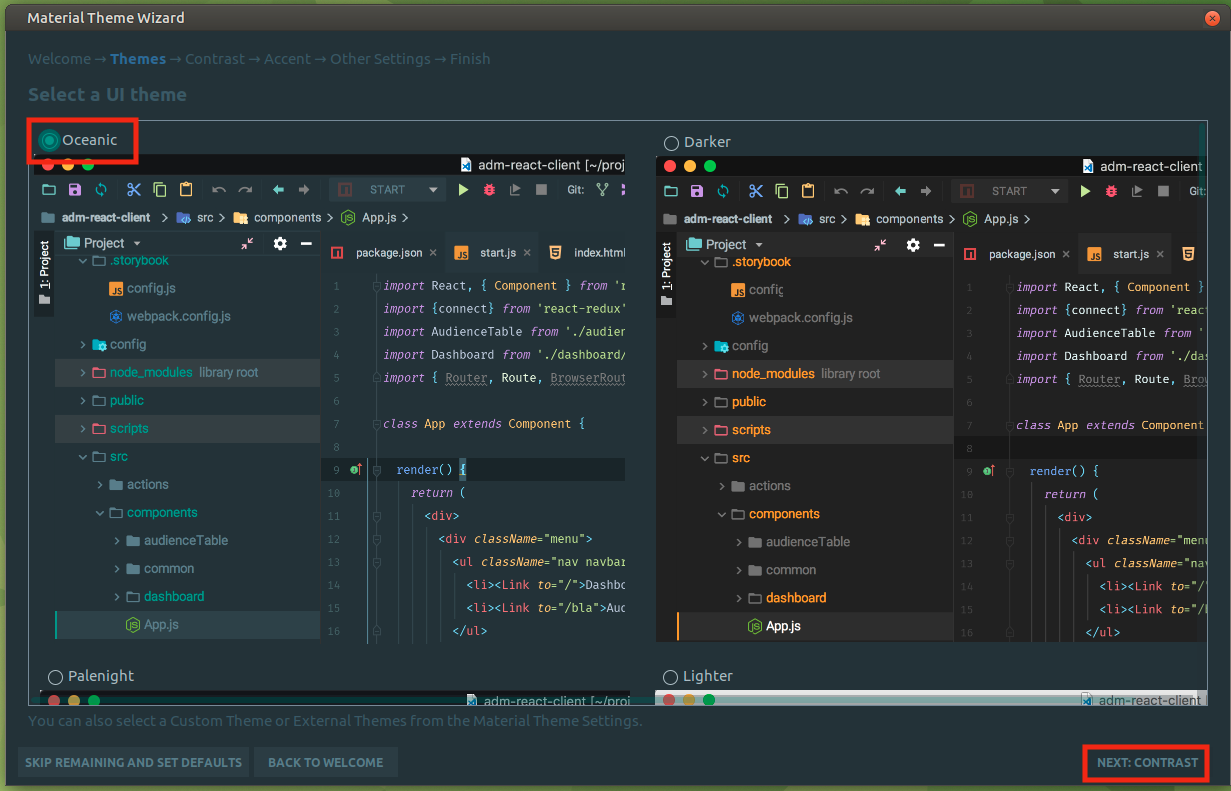 Material Theme Wizard
Welcome → Themes → Contrast → Accent → Other Settings → Finish
Select a UI theme
Oceanic
adm-react-client [~/proj
START
Git:
adm-react-client > src > components > App.js >
1: Project
Project
.storybook
config.js
webpack.config.js
config
node_modules library root
public
scripts
src
actions
components
audienceTable
common
dashboard
App.js
package.json × start.js × index.html
1 import React, { Component } from 'r
2 import {connect} from 'react-redux'
3 import AudienceTable from './audien
4 import Dashboard from './dashboard/
5 import { Router, Route, BrowserRout
6
7 class App extends Component {
8
9 render() {
10 return (
11 <div>
12 <div className="menu">
13 <ul className="nav navbar
14 <li><Link to="/">Dashbo
15 <li><Link to="/bla">Aud
16 </ul>
Darker
adm-react-client
START
Git:
adm-react-client > src > components > App.js >
1: Project
Project
.storybook
config
webpack.config.js
config
node_modules library root
public
scripts
src
actions
components
audienceTable
common
dashboard
App.js
package.json × start.js ×
1 import React, { Component }
2 import {connect} from 'reac
3 import AudienceTable from '
4 import Dashboard from './das
5 import { Router, Route, Brow
6
7 class App extends Component
8
9 render() {
10 return (
11 <div>
12 <div className="menu
13 <ul className="nav
14 <li><Link to="/"
15 <li><Link to="/b
16 </ul>
Palenight
adm-react-client [~/proj
Lighter
adm-react-client
You can also select a Custom Theme or External Themes from the Material Theme Settings.
SKIP REMAINING AND SET DEFAULTS
BACK TO WELCOME
NEXT: CONTRAST